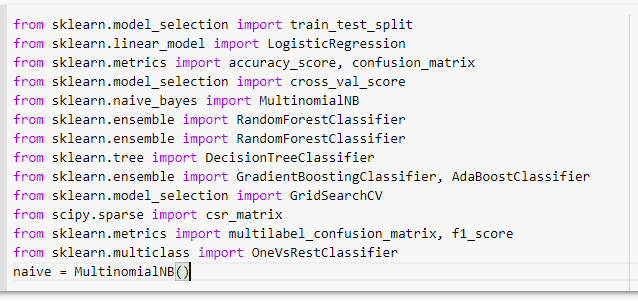 from sklearn.model_selection import train_test_split
from sklearn.linear_model import LogisticRegression
from sklearn.metrics import accuracy_score, confusion_matrix
from sklearn.model_selection import cross_val_score
from sklearn.naive_bayes import MultinomialNB
from sklearn.ensemble import RandomForestClassifier
from sklearn.ensemble import RandomForestClassifier
from sklearn.tree import DecisionTreeClassifier
from sklearn.ensemble import GradientBoostingClassifier, AdaBoostClassifier
from sklearn.model_selection import GridSearchCV
from scipy.sparse import csr_matrix
from sklearn.metrics import multilabel_confusion_matrix, f1_score
from sklearn.multiclass import OneVsRestClassifier
naive = MultinomialNB()